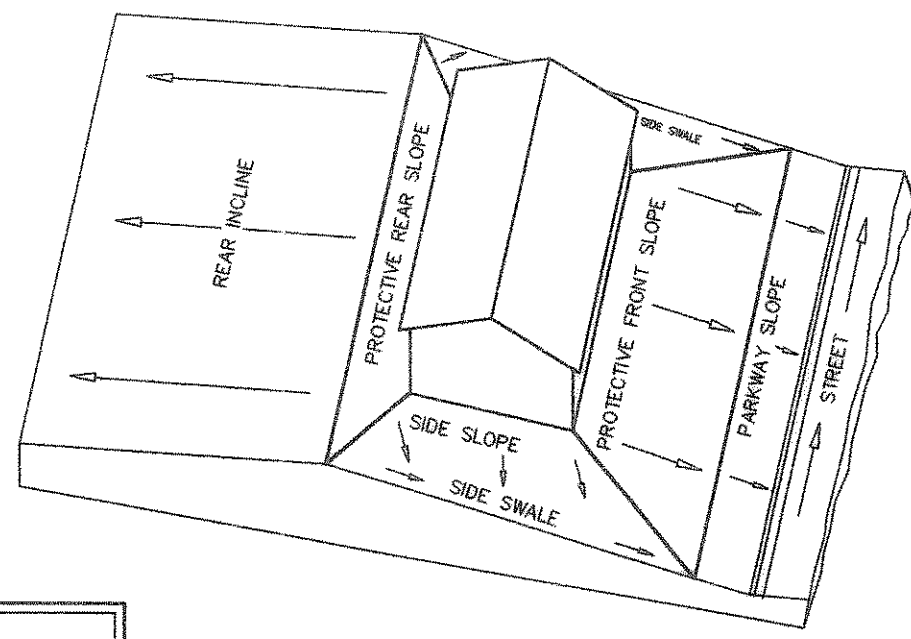 REAR INCLINE
PROTECTIVE REAR SLOPE
SIDE SWALE
PROTECTIVE FRONT SLOPE
PARKWAY SLOPE
STREET
SIDE SLOPE
SIDE SWALE